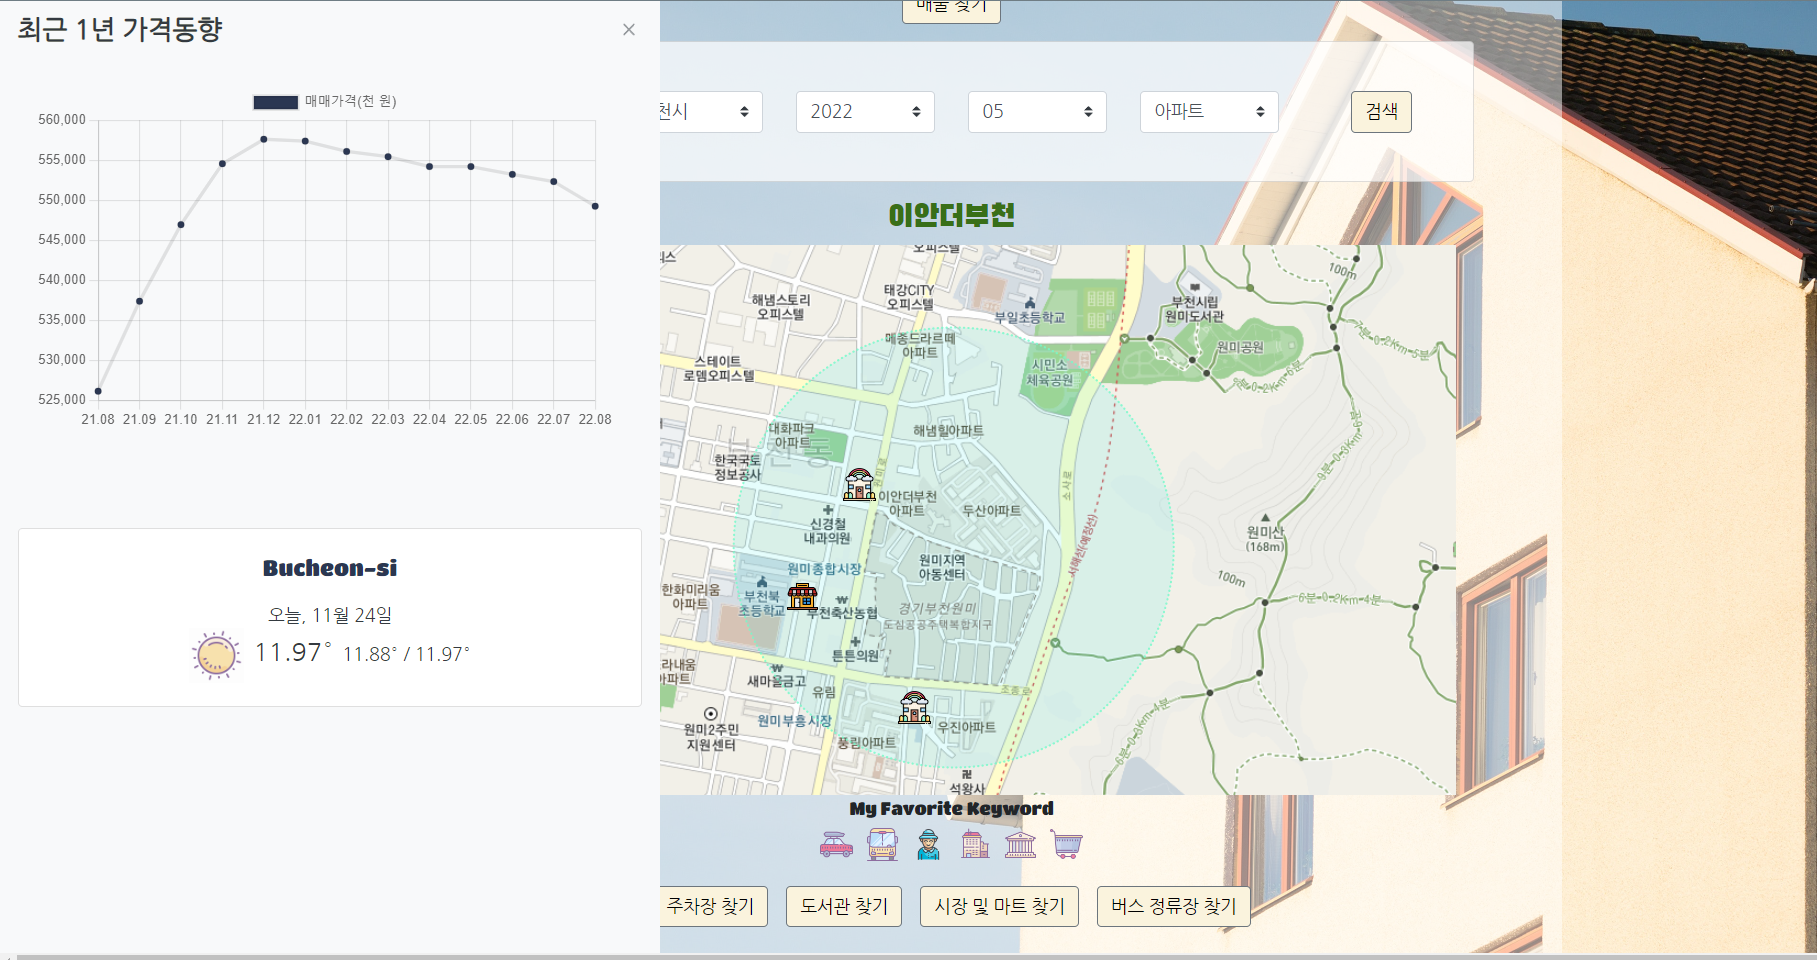 최근 1년 가격동향
×
매매가격(천 원)
560,000
555,000
550,000
545,000
540,000
535,000
530,000
525,000
21.08 21.09 21.10 21.11 21.12 22.01 22.02 22.03 22.04 22.05 22.06 22.07 22.08
Bucheon-si
오늘, 11월 24일
11.97° 11.88° / 11.97°
매물 찾기
천시
2022
05
아파트
검색
이안더부천
오피스텔
태강CITY
오피스텔
해냄스토리
오피스텔
부일초등학교
부천시립
원미도서관
100m
원미공원
메종드라르떼
아파트
시민소
체육공원
스테이트
로뎀오피스텔
대화파크
아파트
해냄힐아파트
한국국토
정보공사
원미로
소사로
이안더부천
아파트
두산아파트
신경철
내과의원
원미산
(168m)
원미지역
아동센터
원미종합시장
서해선(예정선)
100m
한화미리움
아파트
부천북
초등학교
부천축산농협
경기부천원미
도심공공주택복합지구
튼튼의원
라내움
아파트
새마을금고
유림
조종로
원미부흥시장
원미2주민
지원센터
우진아파트
풍림아파트
석왕사
My Favorite Keyword
주차장 찾기
도서관 찾기
시장 및 마트 찾기
버스 정류장 찾기